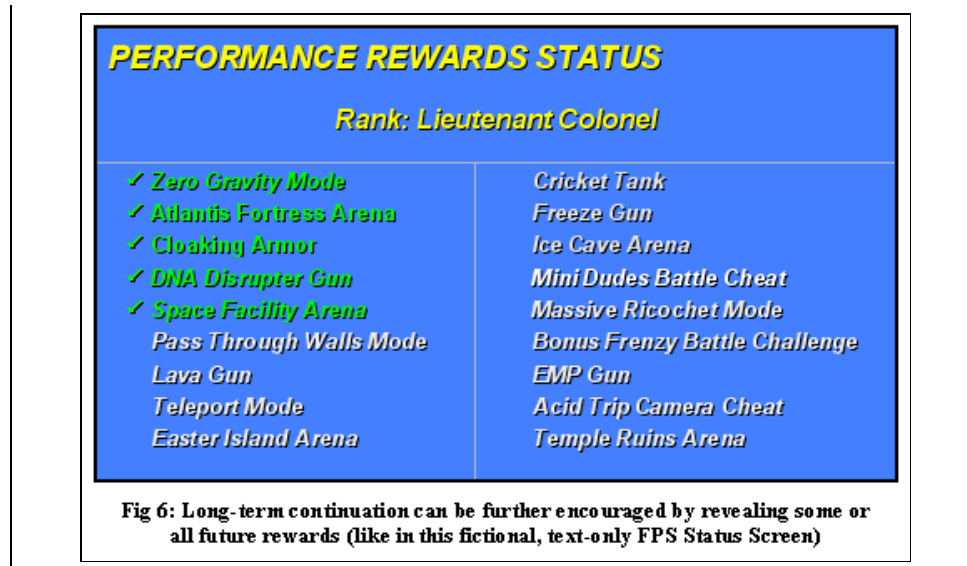 PERFORMANCE REWARDS STATUS
Rank: Lieutenant Colonel
✓ Zero Gravity Mode
✓ Atlantis Fortress Arena
✓ Cloaking Armor
✓ DNA Disrupter Gun
✓ Space Facility Arena
Pass Through Walls Mode
Lava Gun
Teleport Mode
Easter Island Arena
Cricket Tank
Freeze Gun
Ice Cave Arena
Mini Dudes Battle Cheat
Massive Ricochet Mode
Bonus Frenzy Battle Challenge
EMP Gun
Acid Trip Camera Cheat
Temple Ruins Arena
Fig 6: Long-term continuation can be further encouraged by revealing some or
all future rewards (like in this fictional, text-only FPS Status Screen)